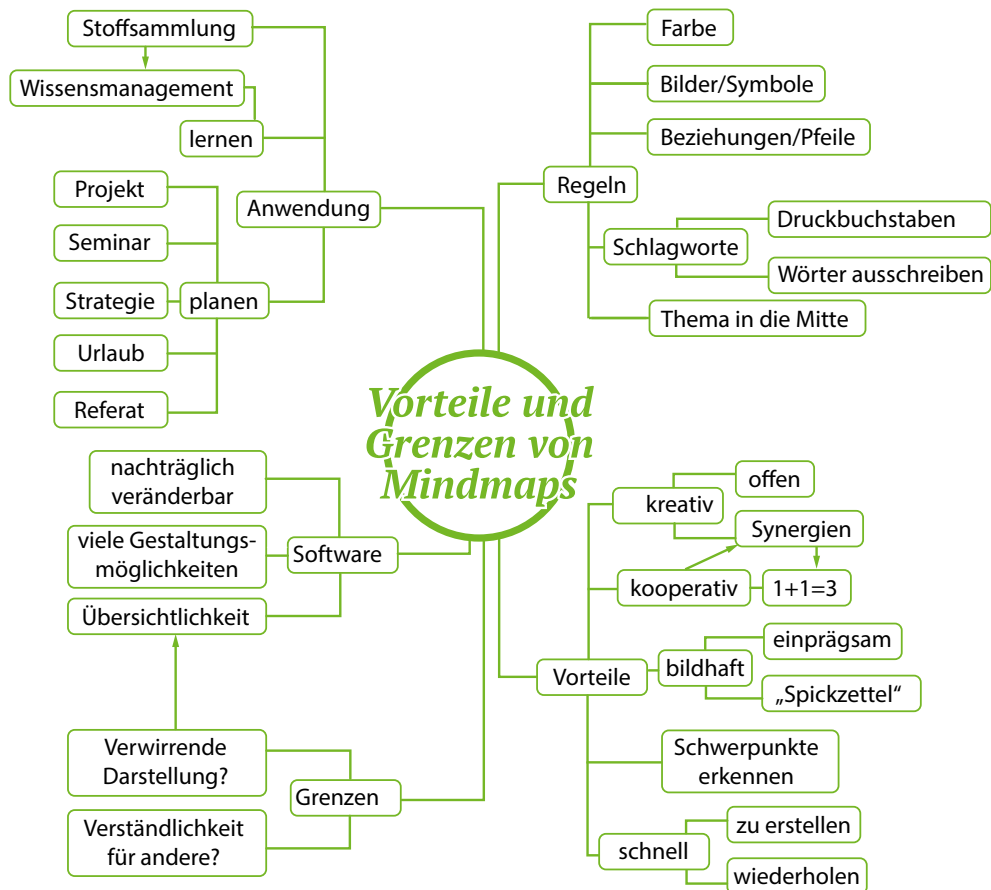 Vorteile und
Grenzen von
Mindmaps
Anwendung
Stoffsammlung
Wissensmanagement
lernen
planen
Projekt
Seminar
Strategie
Urlaub
Referat
Regeln
Farbe
Bilder/Symbole
Beziehungen/Pfeile
Schlagworte
Druckbuchstaben
Wörter ausschreiben
Thema in die Mitte
Software
nachträglich
veränderbar
viele Gestaltungs-
möglichkeiten
Übersichtlichkeit
Grenzen
Verwirrende
Darstellung?
Verständlichkeit
für andere?
Vorteile
kreativ
offen
Synergien
kooperativ
1+1=3
bildhaft
einprägsam
„Spickzettel“
Schwerpunkte
erkennen
schnell
zu erstellen
wiederholen